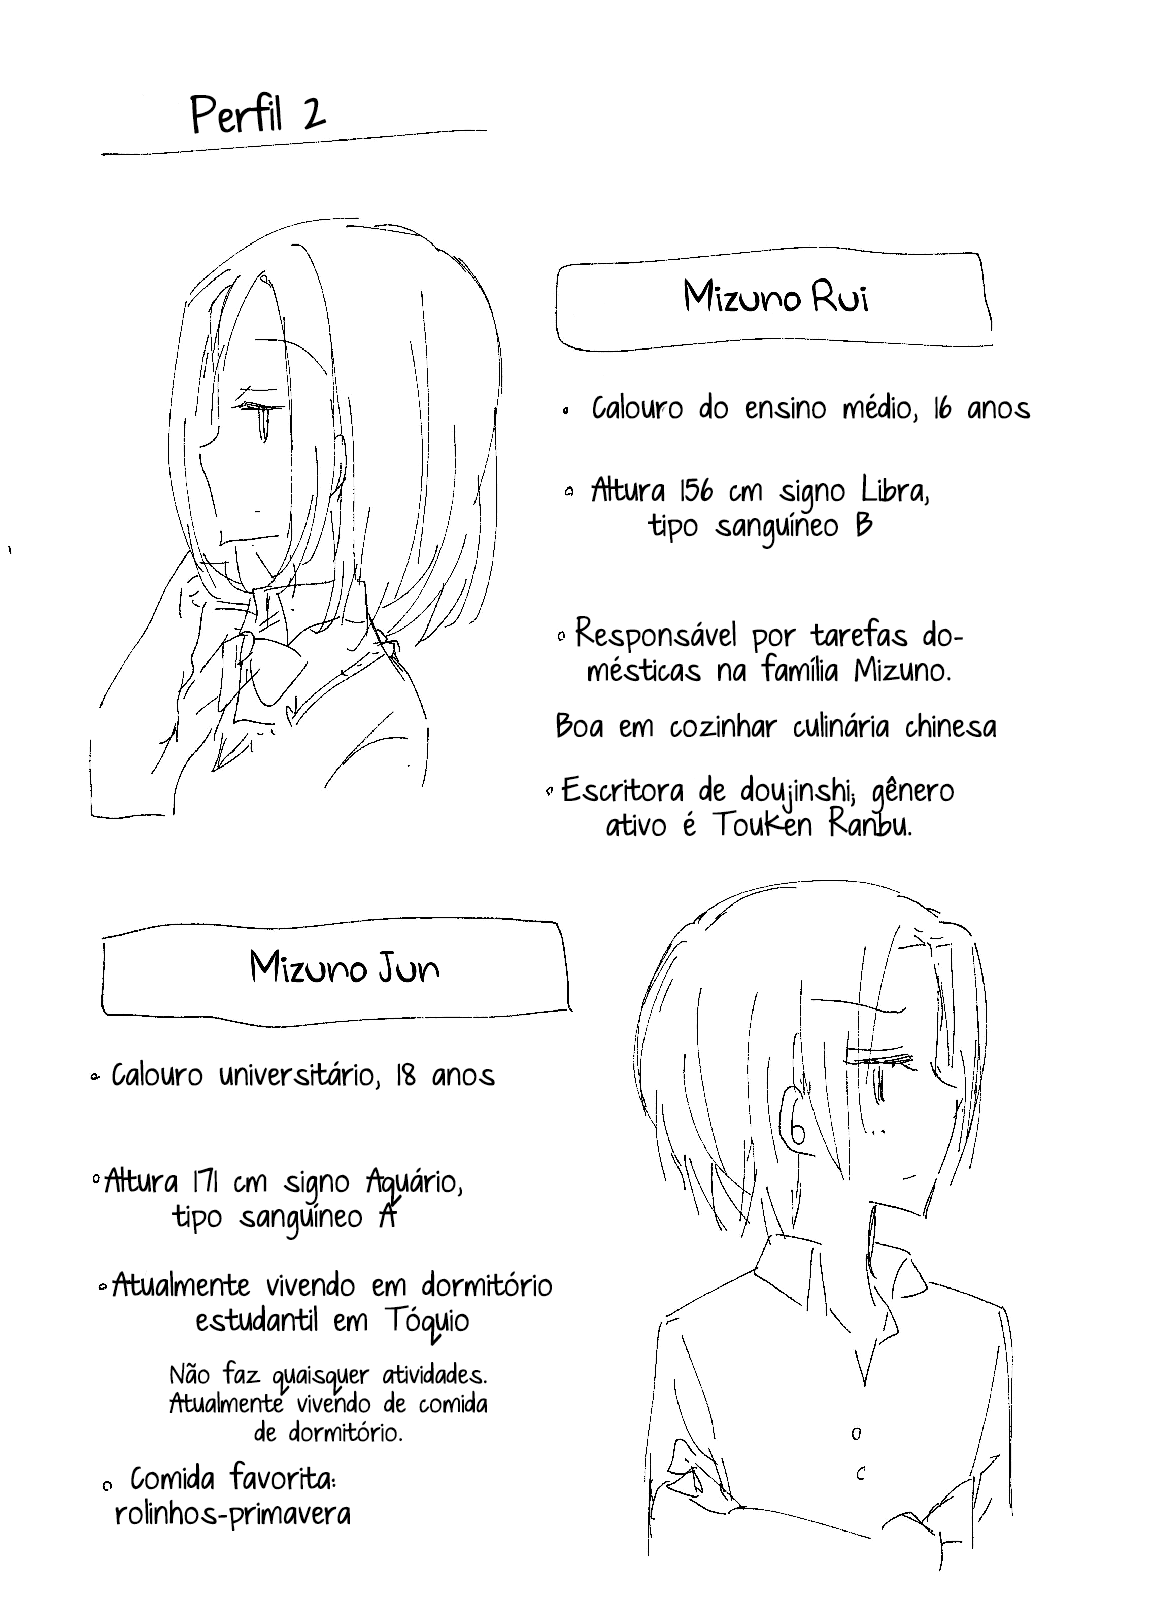 Perfil 2
Mizuno Rui
• Calouro do ensino médio, 16 anos
• Altura 156 cm signo Libra,
tipo sanguíneo B
• Responsável por tarefas do-
mésticas na família Mizuno.
Boa em cozinhar culinária chinesa
• Escritora de doujinshi; gênero
ativo é Touken Ranbu.
Mizuno Jun
• Calouro universitário, 18 anos
• Altura 171 cm signo Aquário,
tipo sanguíneo A
• Atualmente vivendo em dormitório
estudantil em Tóquio
Não faz quaisquer atividades.
Atualmente vivendo de comida
de dormitório.
• Comida favorita:
rolinhos-primavera